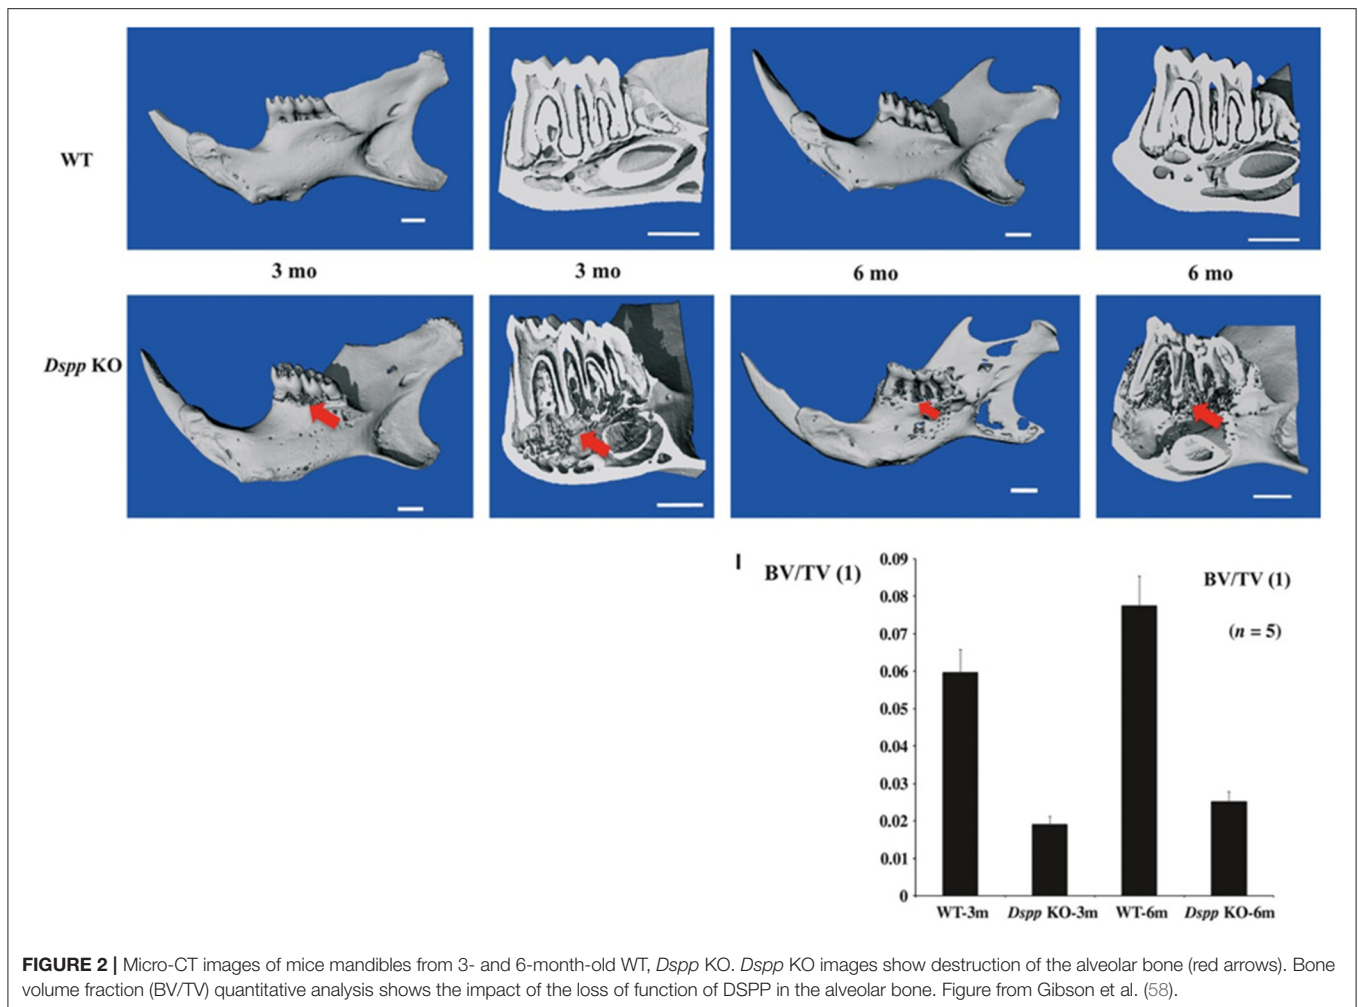 WT
3 mo
3 mo
6 mo
6 mo
Dspp KO
I
BV/TV (1)
0.09
0.08
0.07
0.06
0.05
0.04
0.03
0.02
0.01
0
BV/TV (1)
(n = 5)
WT-3m
Dspp KO-3m
WT-6m
Dspp KO-6m
FIGURE 2 | Micro-CT images of mice mandibles from 3- and 6-month-old WT, Dspp KO. Dspp KO images show destruction of the alveolar bone (red arrows). Bone
volume fraction (BV/TV) quantitative analysis shows the impact of the loss of function of DSPP in the alveolar bone. Figure from Gibson et al. (58).